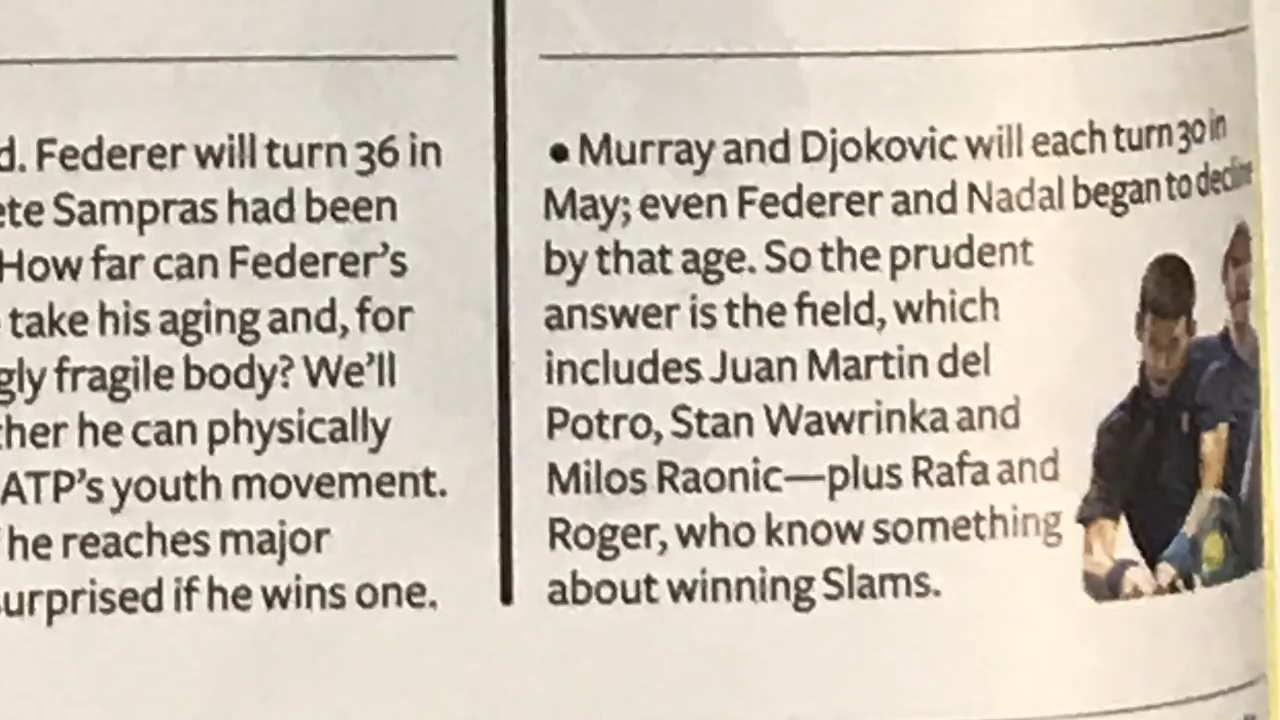 d. Federer will turn 36 in
ete Sampras had been
How far can Federer's
take his aging and, for
gly fragile body? We'll
ther he can physically
ATP's youth movement.
he reaches major
surprised if he wins one.
• Murray and Djokovic will each turn 30 in
May; even Federer and Nadal began to decline
by that age. So the prudent
answer is the field, which
includes Juan Martin del
Potro, Stan Wawrinka and
Milos Raonic—plus Rafa and
Roger, who know something
about winning Slams.